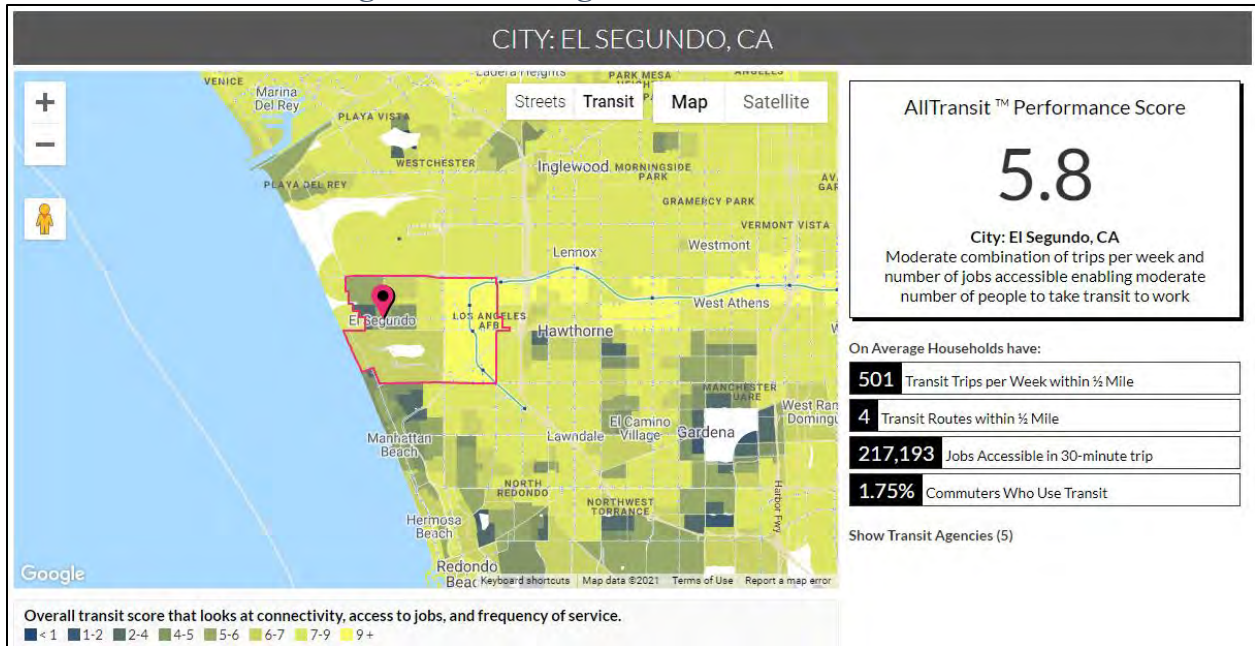 CITY: EL SEGUNDO, CA
VENICE
Marina
Del Rey
Ladera Heights
PARK MESA
PLAYA VISTA
Streets
Transit
Map
Satellite
WESTCHESTER
Inglewood
MORNINGSIDE
PARK
PLAYA DEL REY
GRAMERCY PARK
VERMONT VISTA
Lennox
Westmont
El Segundo
LOS ANGELES
AFB
West Athens
Hawthorne
MANCHESTER
El Camino
Village
Lawndale
Gardena
Manhattan
Beach
NORTH
REDONDO
NORTHWEST
TORRANCE
Harbor Fwy
Hermosa
Beach
Redondo
Google
Keyboard shortcuts
Map data ©2021
Terms of Use
Report a map error
Overall transit score that looks at connectivity, access to jobs, and frequency of service.
< 1 1-2 2-4 4-5 5-6 6-7 7-9 9 +
AllTransit ™ Performance Score
5.8
City: El Segundo, CA
Moderate combination of trips per week and
number of jobs accessible enabling moderate
number of people to take transit to work
On Average Households have:
501 Transit Trips per Week within ½ Mile
4 Transit Routes within ½ Mile
217,193 Jobs Accessible in 30-minute trip
1.75% Commuters Who Use Transit
Show Transit Agencies (5)